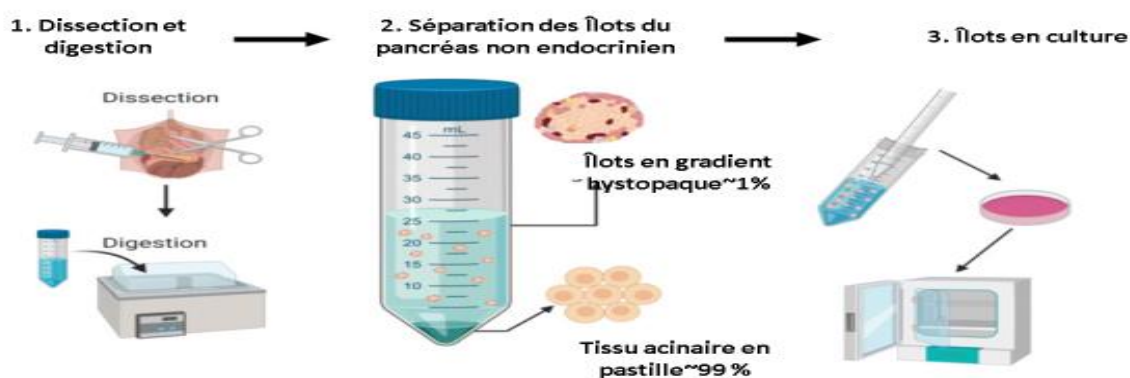 1. Dissection et
digestion
2. Séparation des Îlots du
pancréas non endocrinien
3. Îlots en culture
Dissection
Digestion
mL
45
40
35
30
25
20
15
10
Îlots en gradient
hystopaque~1%
Tissu acinaire en
pastille~99 %